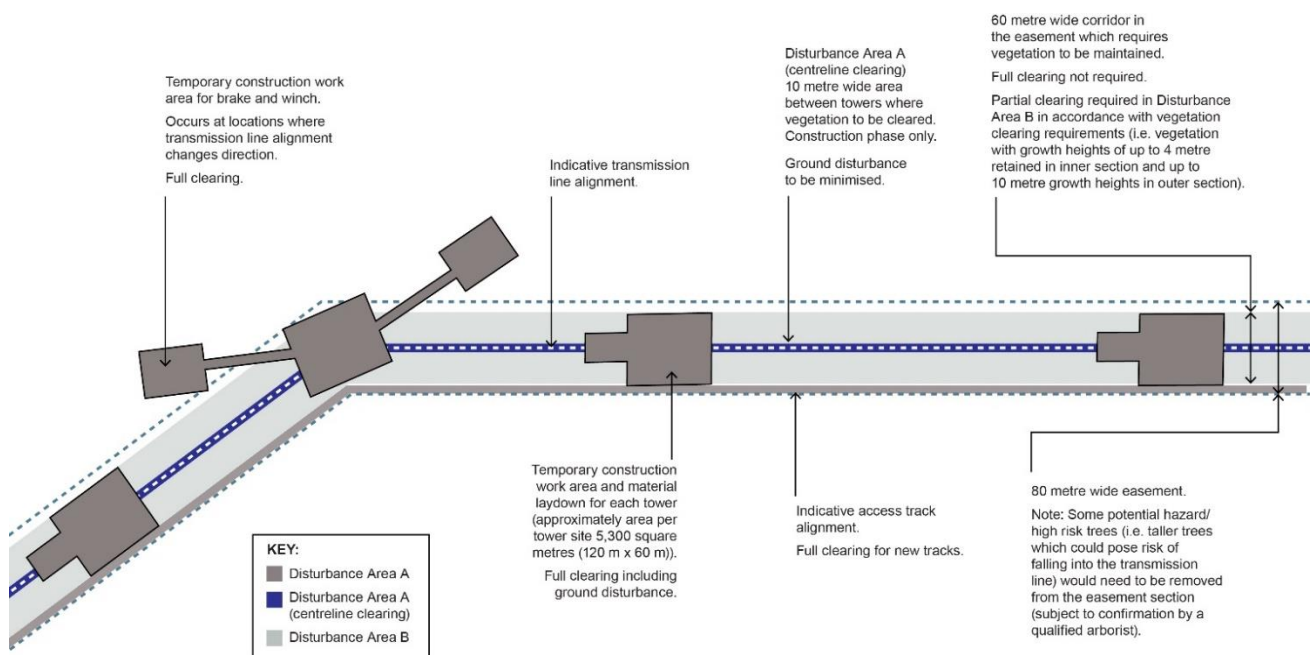 Temporary construction work
area for brake and winch.
Occurs at locations where
transmission line alignment
changes direction.
Full clearing.
Indicative transmission
line alignment.
Disturbance Area A
(centreline clearing)
10 metre wide area
between towers where
vegetation to be cleared.
Construction phase only.
Ground disturbance
to be minimised.
60 metre wide corridor in
the easement which requires
vegetation to be maintained.
Full clearing not required.
Partial clearing required in Disturbance
Area B in accordance with vegetation
clearing requirements (i.e. vegetation
with growth heights of up to 4 metre
retained in inner section and up to
10 metre growth heights in outer section).
Temporary construction
work area and material
laydown for each tower
(approximately area per
tower site 5,300 square
metres (120 m x 60 m)).
Full clearing including
ground disturbance.
Indicative access track
alignment.
Full clearing for new tracks.
80 metre wide easement.
Note: Some potential hazard/
high risk trees (i.e. taller trees
which could pose risk of
falling into the transmission
line) would need to be removed
from the easement section
(subject to confirmation by a
qualified arborist).
KEY:
Disturbance Area A
Disturbance Area A
(centreline clearing)
Disturbance Area B